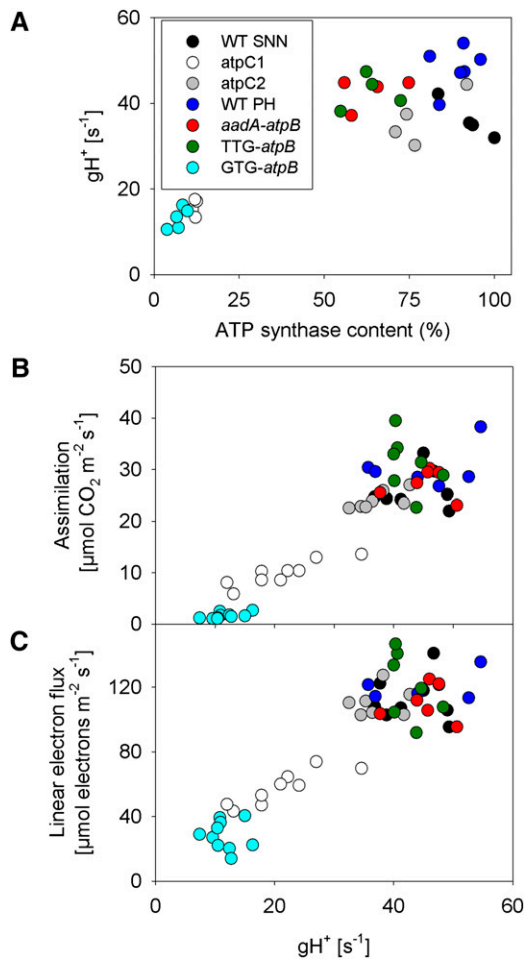 A
60
40
20
0
gH⁺ [s⁻¹]
WT SNN
atpC1
atpC2
WT PH
aadA-atpB
TTG-atpB
GTG-atpB
0 25 50 75 100
ATP synthase content (%)
B
50
40
30
20
10
0
Assimilation
[µmol CO₂ m⁻² s⁻¹]
C
120
80
40
0
Linear electron flux
[µmol electrons m⁻² s⁻¹]
0 20 40 60
gH⁺ [s⁻¹]